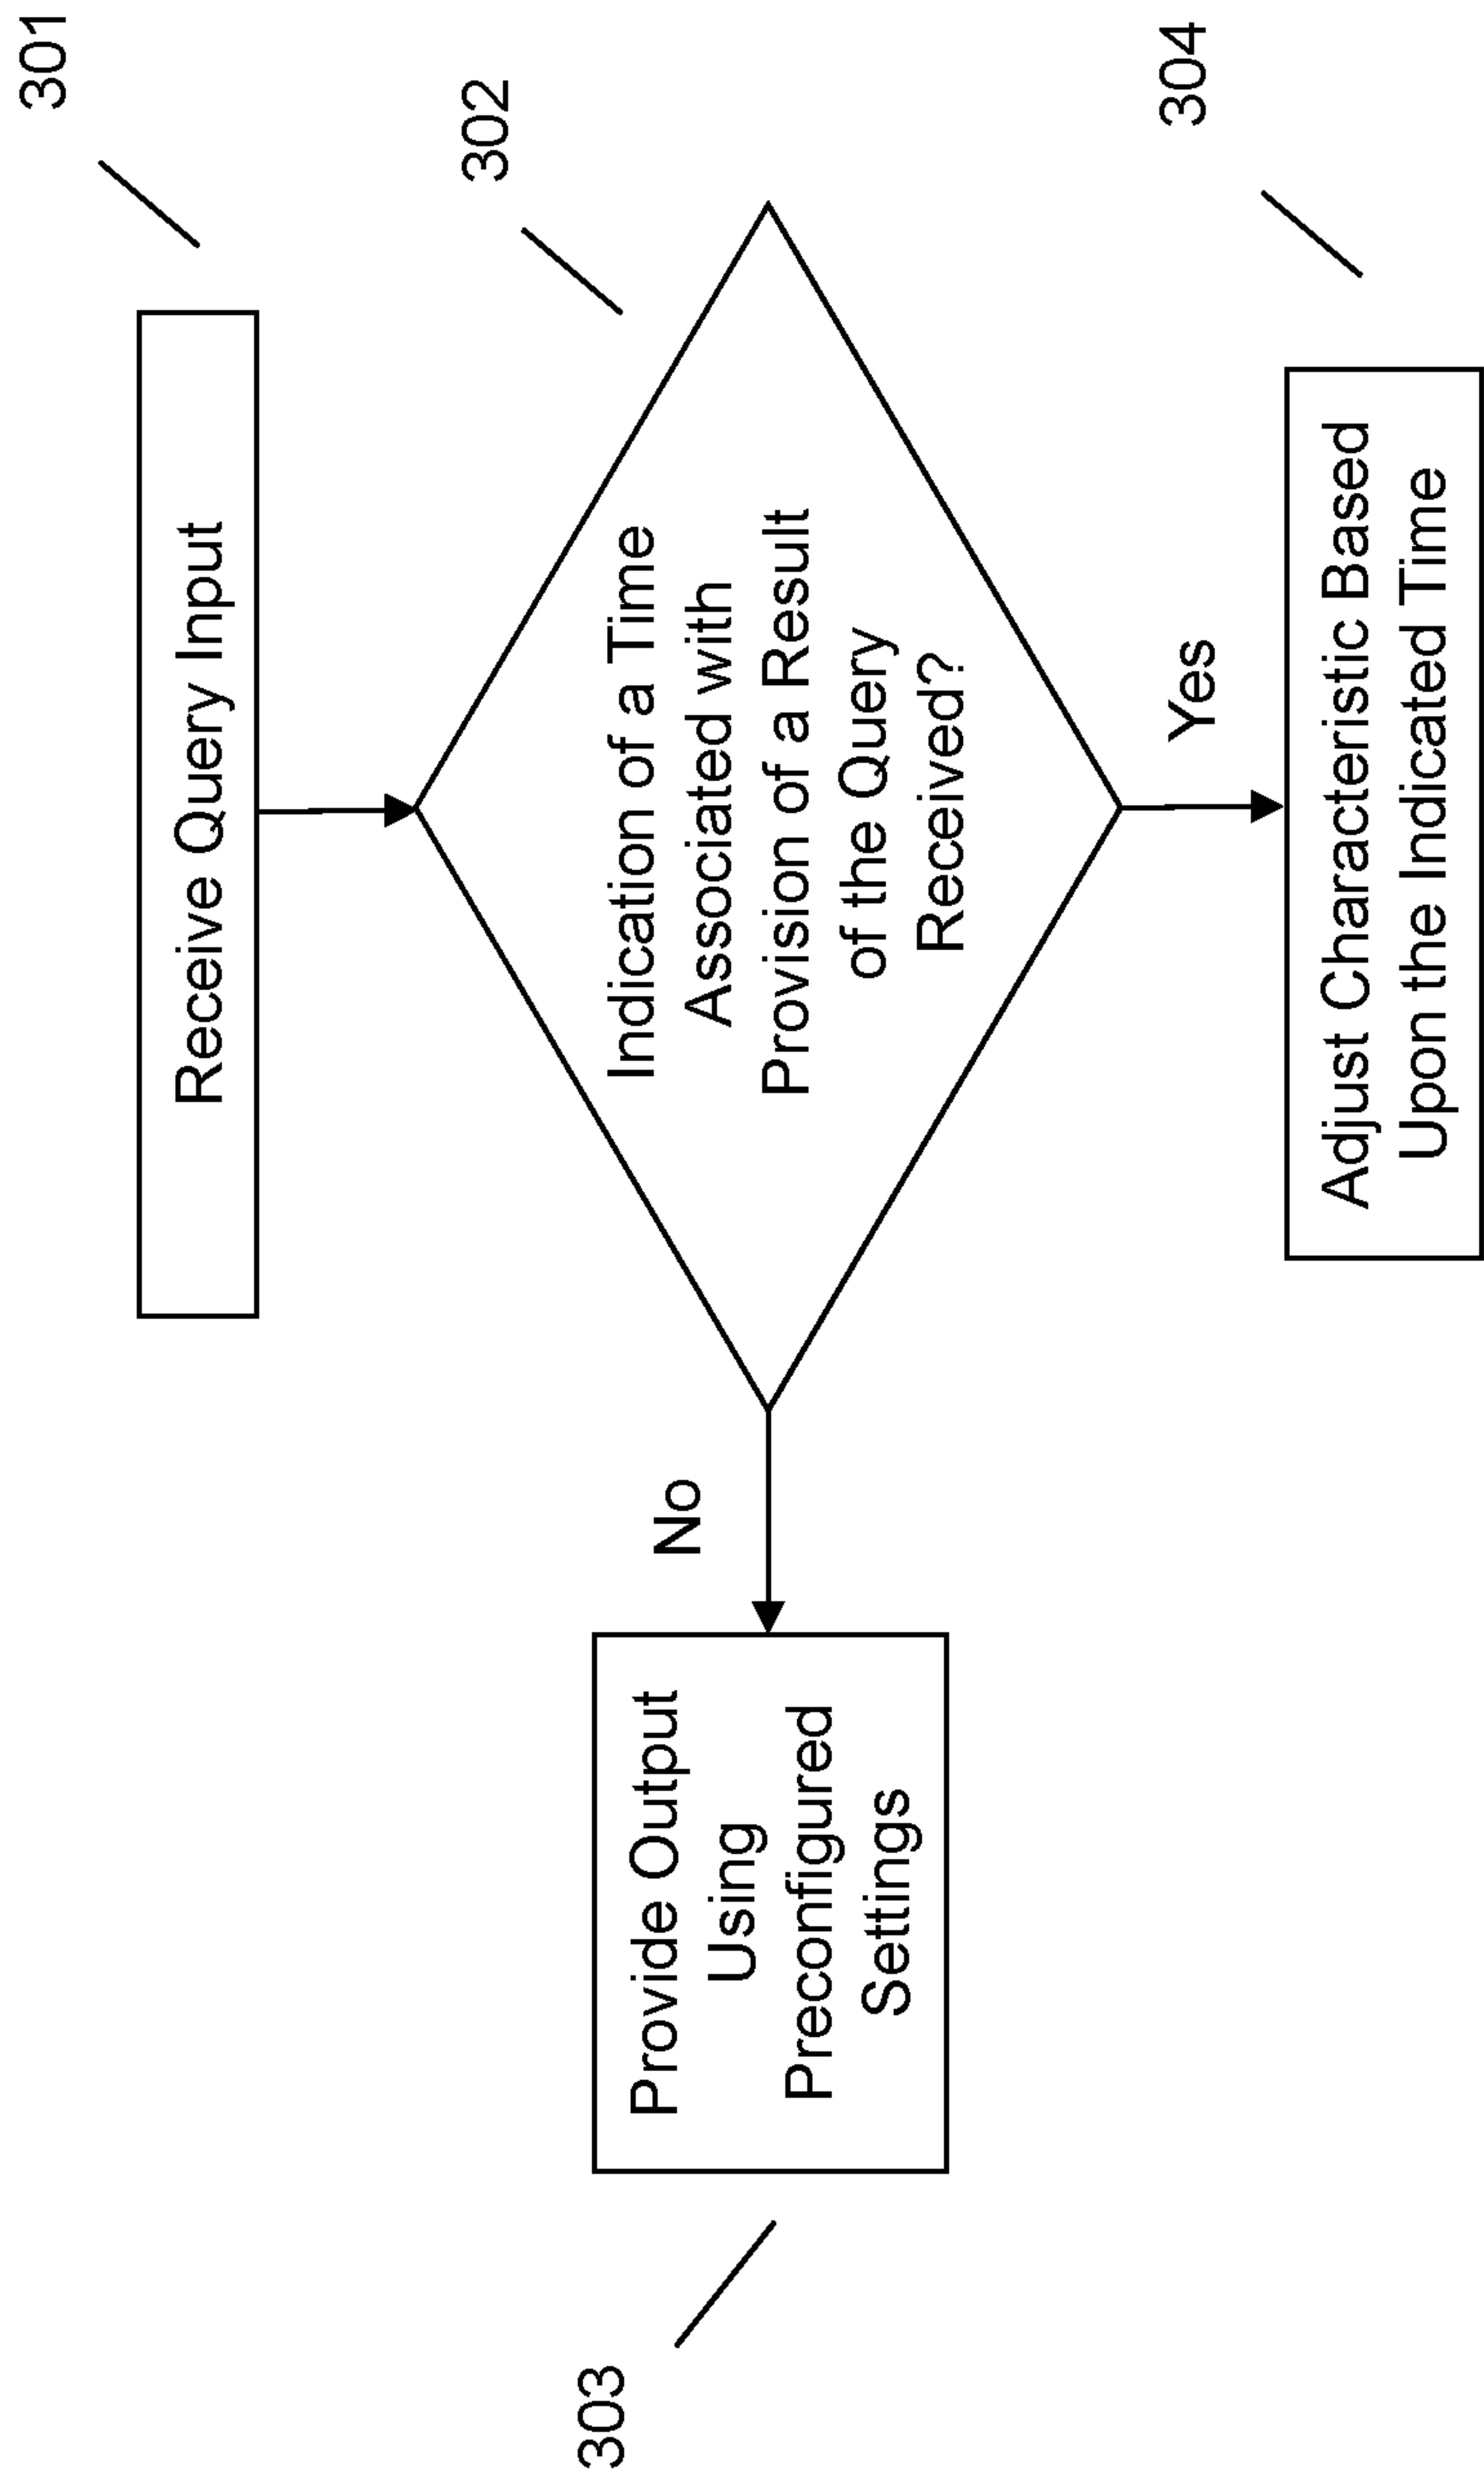 301
Receive Query Input
302
Indication of a Time
Associated with
Provision of a Result
of the Query
Received?
No
Provide Output
Using
Preconfigured
Settings
303
Yes
304
Adjust Characteristic Based
Upon the Indicated Time